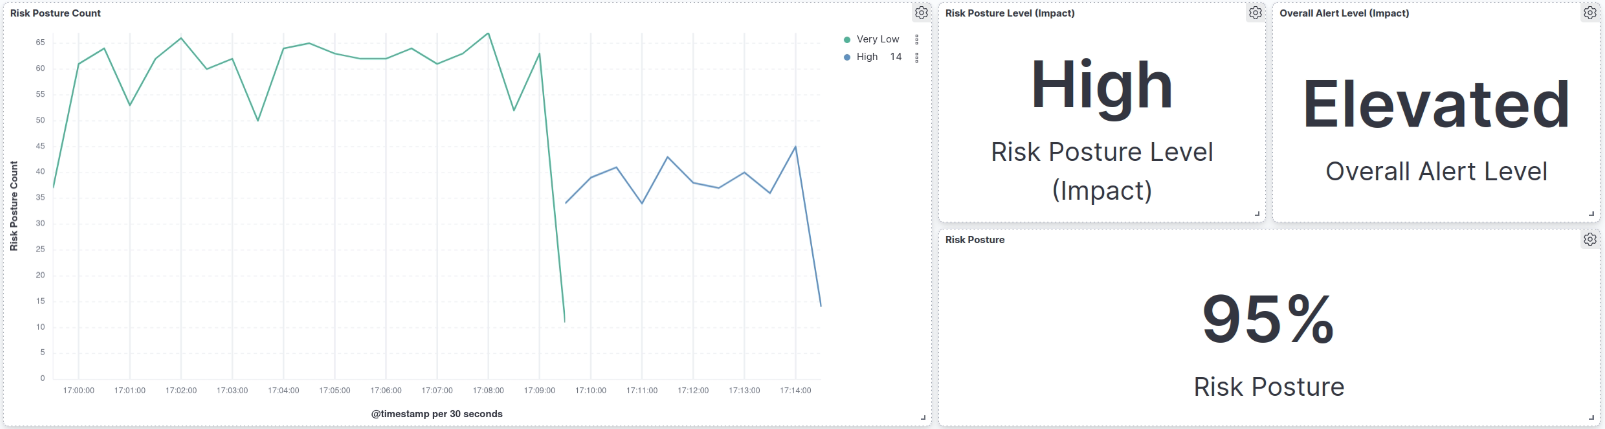 Risk Posture Count
Risk Posture Count
65
60
55
50
45
40
35
30
25
20
15
10
5
0
17:00:00 17:01:00 17:02:00 17:03:00 17:04:00 17:05:00 17:06:00 17:07:00 17:08:00 17:09:00 17:10:00 17:11:00 17:12:00 17:13:00 17:14:00
@timestamp per 30 seconds
Very Low
High 14
Risk Posture Level (Impact)
High
Risk Posture Level
(Impact)
Overall Alert Level (Impact)
Elevated
Overall Alert Level
Risk Posture
95%
Risk Posture